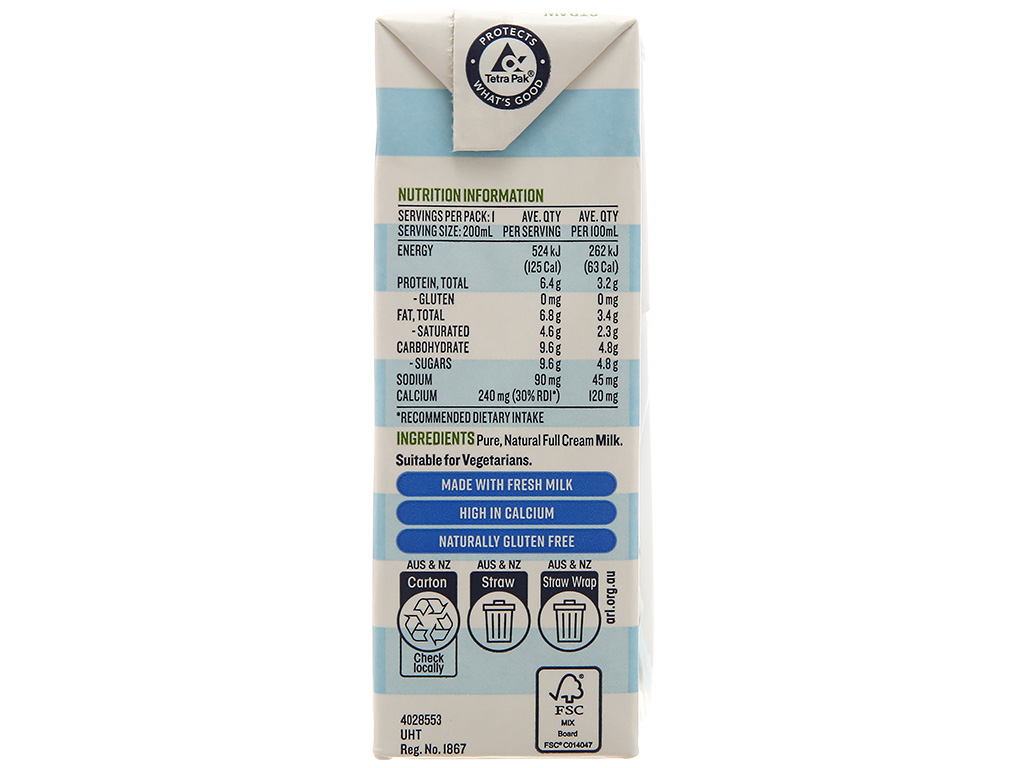 STRAW
PROTECTS
Tetra Pak®
WHAT'S GOOD
NUTRITION INFORMATION
SERVINGS PER PACK: 1 AVE. QTY AVE. QTY
SERVING SIZE: 200mL PER SERVING PER 100mL
ENERGY 524 kJ 262 kJ
(125 Cal) (63 Cal)
PROTEIN, TOTAL 6.4 g 3.2 g
- GLUTEN 0 mg 0 mg
FAT, TOTAL 6.8 g 3.4 g
- SATURATED 4.6 g 2.3 g
CARBOHYDRATE 9.6 g 4.8g
- SUGARS 9.6 g 4.8 g
SODIUM 90 mg 45 mg
CALCIUM 240 mg (30% RDI*) 120 mg
*RECOMMENDED DIETARY INTAKE
INGREDIENTS Pure, Natural Full Cream Milk.
Suitable for Vegetarians.
MADE WITH FRESH MILK
HIGH IN CALCIUM
NATURALLY GLUTEN FREE
AUS & NZ AUS & NZ AUS & NZ
Carton Straw Straw Wrap
arl.org.au
Check
locally
FSC
MIX
Board
FSC® C014047
4028553
UHT
Reg. No. 1867